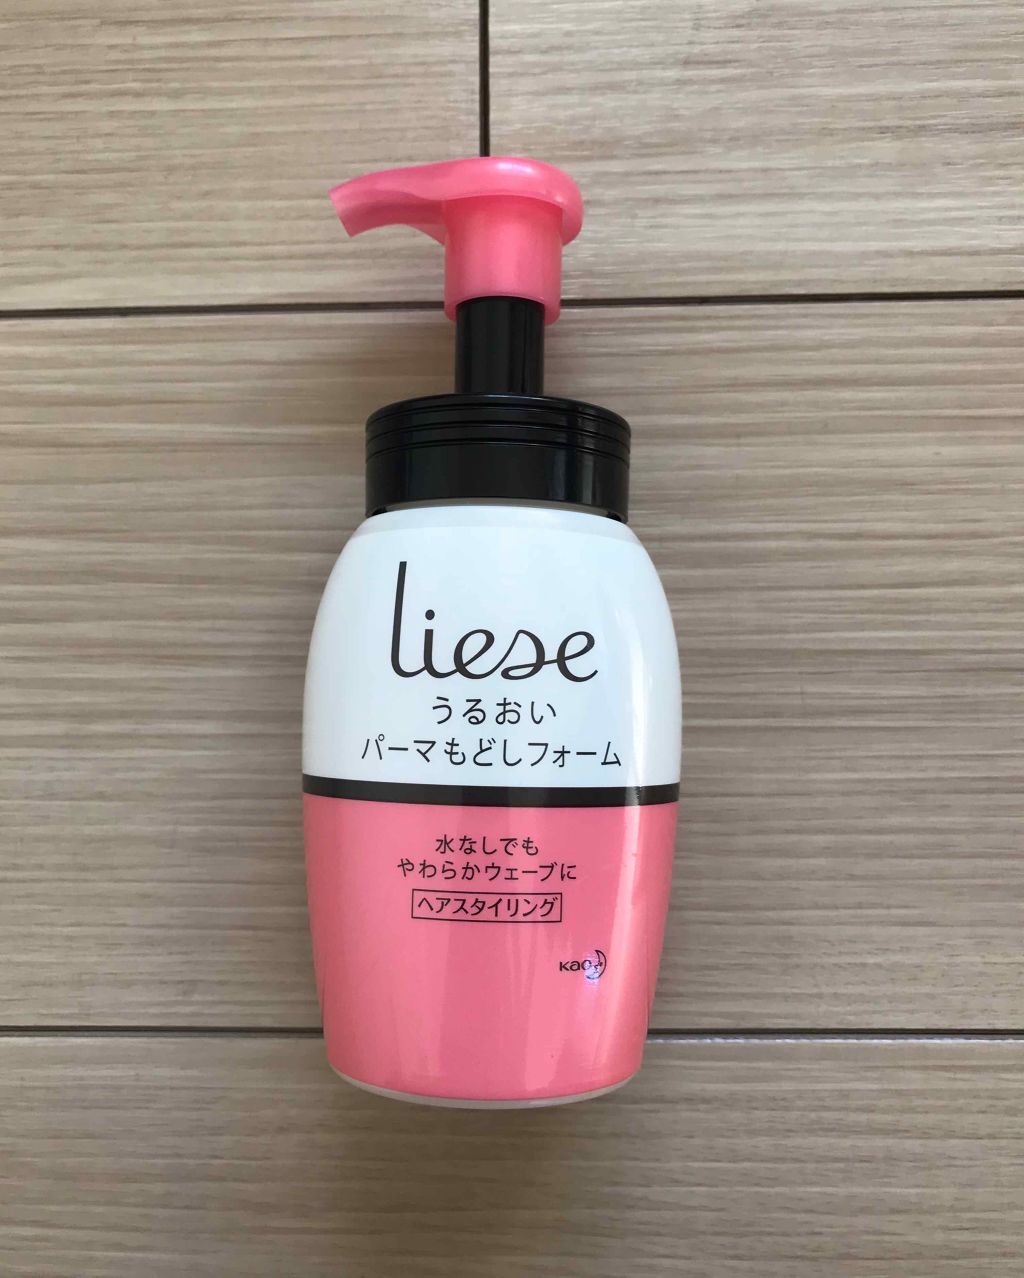 liese
うるおい
パーマもどしフォーム
水なしでも
やわらかウェーブに
ヘアスタイリング
Kao